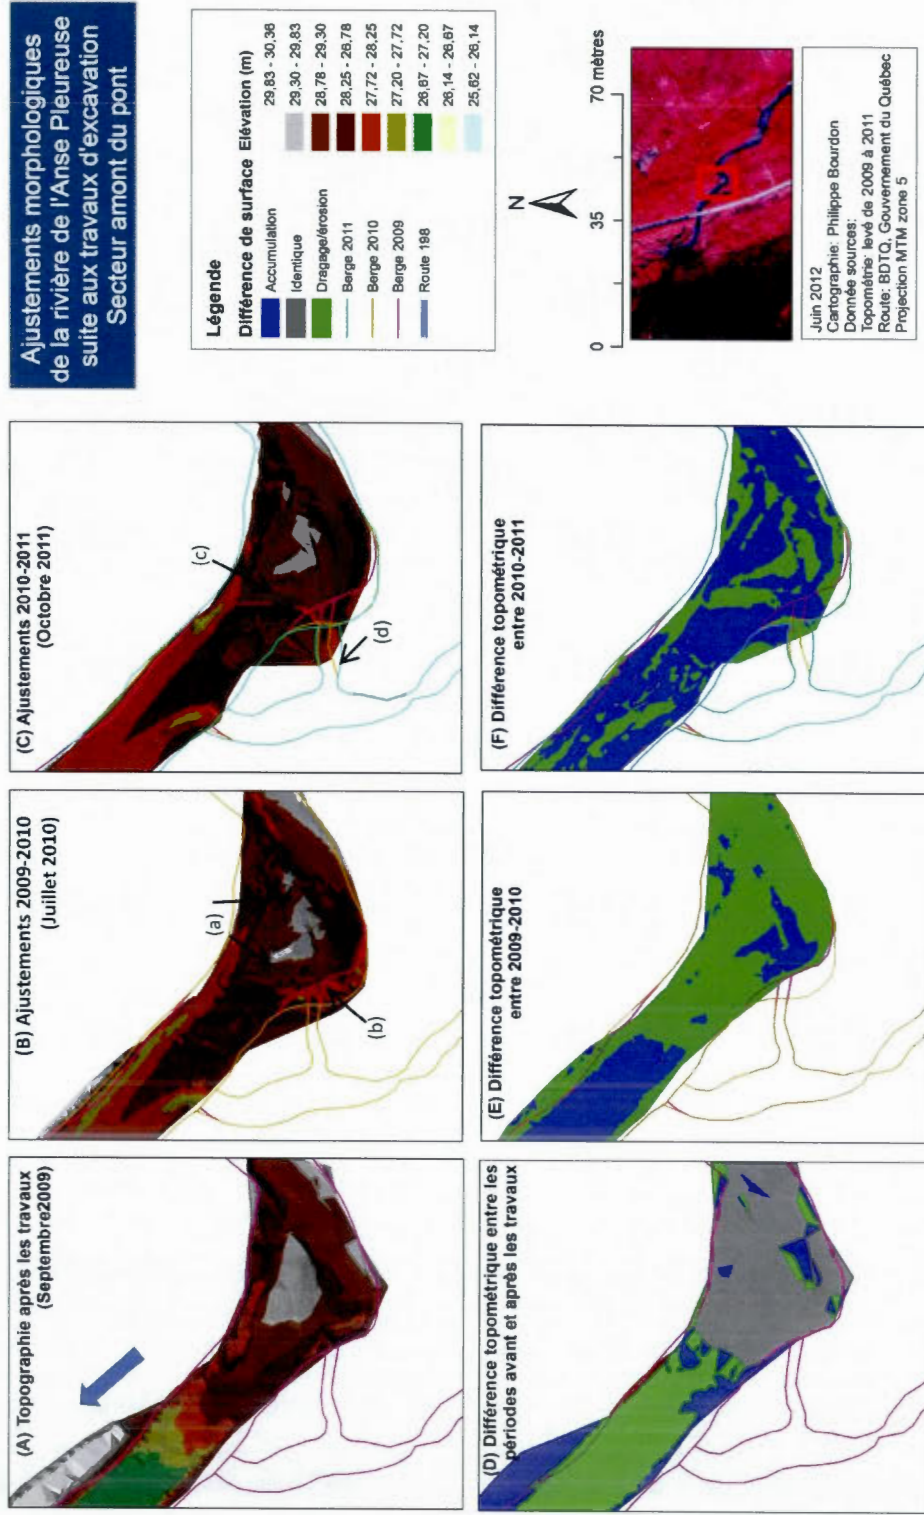 Ajustements morphologiques
de la rivière de l'Anse Pleureuse
suite aux travaux d'excavation
Secteur amont du pont
(A) Topographie après les travaux
(Septembre2009)
(B) Ajustements 2009-2010
(Juillet 2010)
(a)
(b)
(C) Ajustements 2010-2011
(Octobre 2011)
(c)
(d)
(D) Différence topométrique entre les
périodes avant et après les travaux
(E) Différence topométrique
entre 2009-2010
(F) Différence topométrique
entre 2010-2011
Légende
Différence de surface
Accumulation
Identique
Dragage/érosion
Berge 2011
Berge 2010
Berge 2009
Route 198
Elévation (m)
29,83 - 30,36
29,30 - 29,83
28,78 - 29,30
28,25 - 26,78
27,72 - 28,25
27,20 - 27,72
26,67 - 27,20
26,14 - 26,67
25,62 - 26,14
N
0 35 70 mètres
Juin 2012
Cartographie: Philippe Bourdon
Donnée sources:
Topométrie: levé de 2009 à 2011
Route: BDTQ, Gouvernement du Québec
Projection MTM zone 5